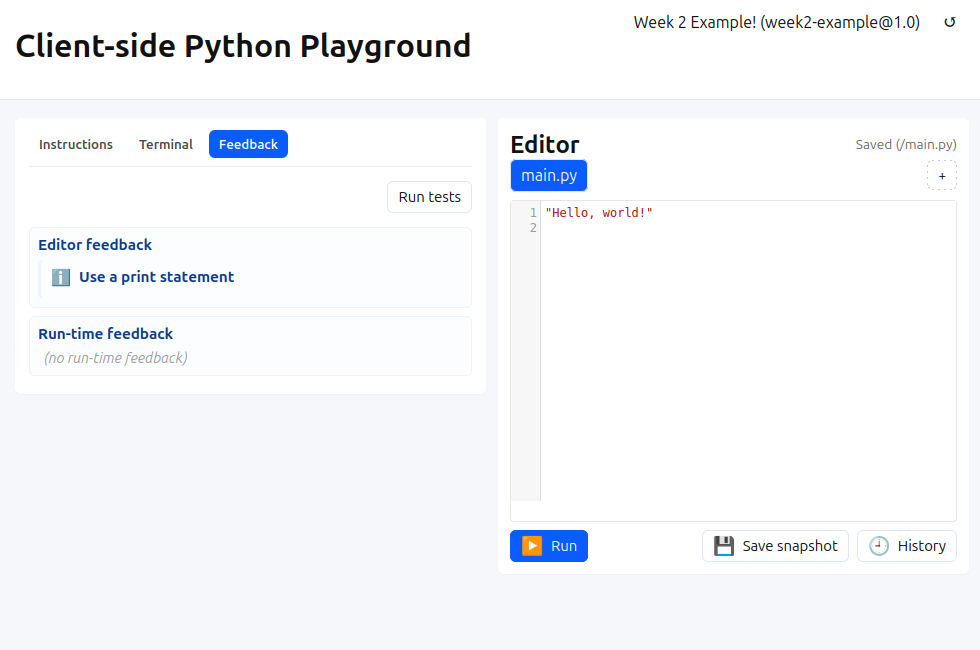 Week 2 Example! (week2-example@1.0) ↺
Client-side Python Playground
Instructions Terminal Feedback
Run tests
Editor feedback
ℹ️ Use a print statement
Run-time feedback
(no run-time feedback)
Editor Saved (/main.py)
main.py +
1 "Hello, world!"
2
▶️ Run 💾 Save snapshot 🕘 History